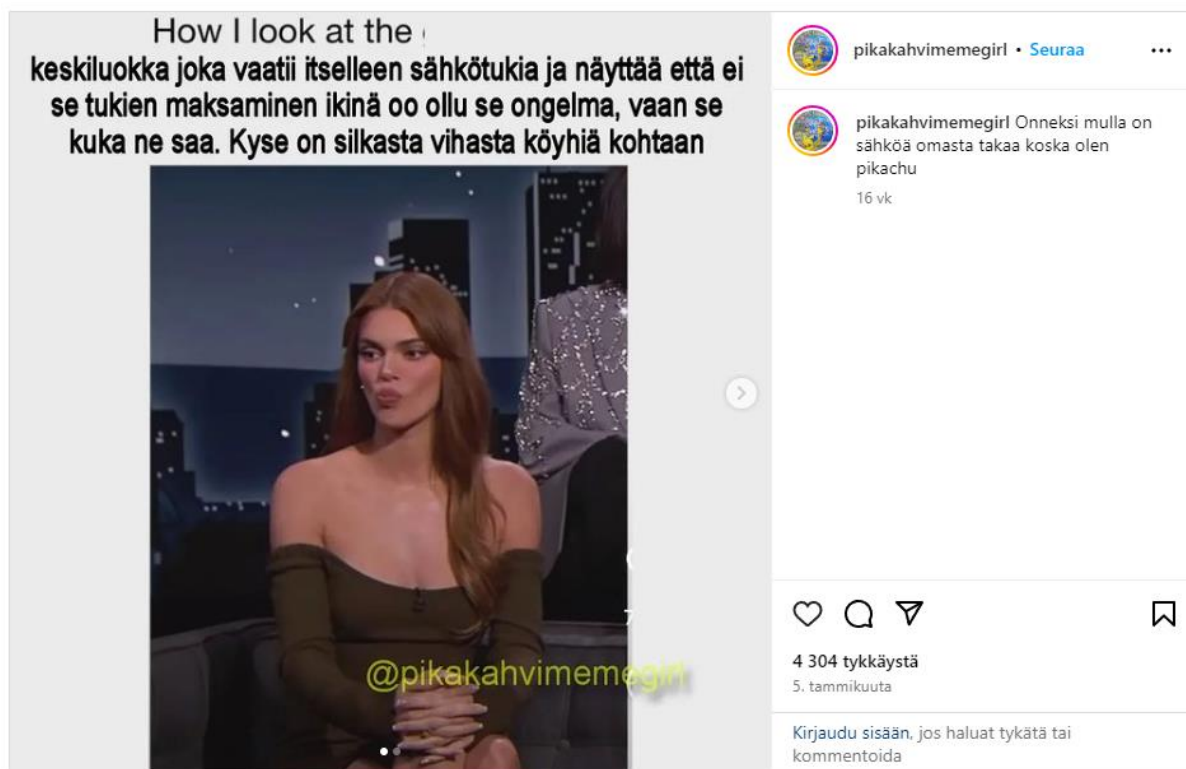 How I look at the
keskiluokka joka vaatii itselleen sähkötukia ja näyttää että ei
se tukien maksaminen ikinä oo ollu se ongelma, vaan se
kuka ne saa. Kyse on silkasta vihasta köyhiä kohtaan
@pikakahvimemegirl
pikakahvimemegirl • Seuraa
pikakahvimemegirl Onneksi mulla on
sähköä omasta takaa koska olen
pikachu
16 vk
4 304 tykkäystä
5. tammikuuta
Kirjaudu sisään, jos haluat tykätä tai
kommentoida